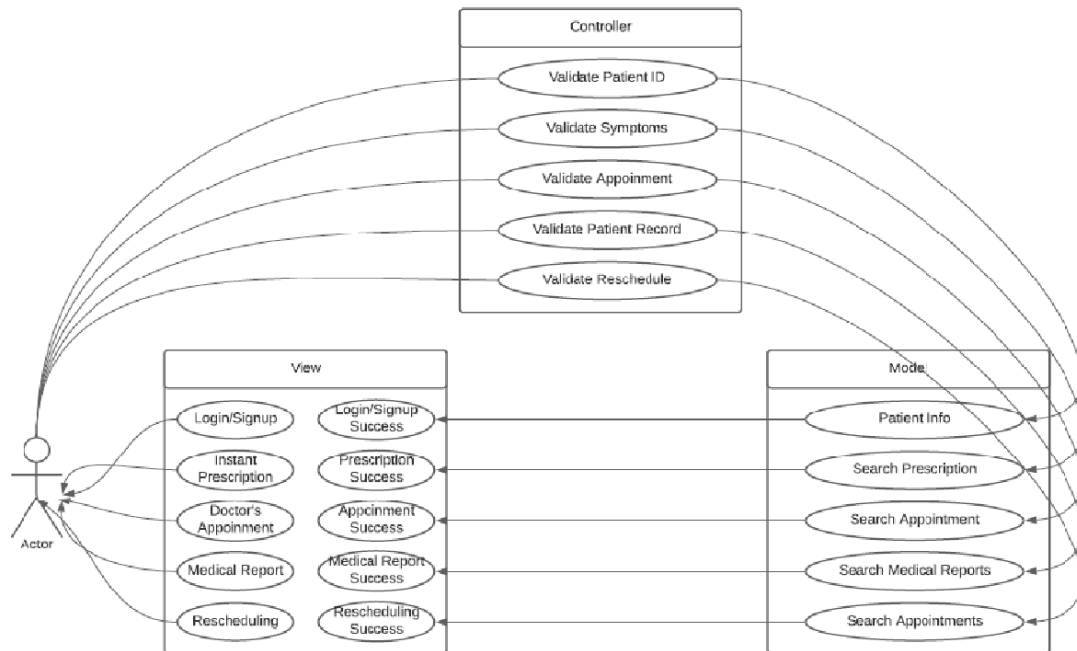 Controller
Validate Patient ID
Validate Symptoms
Validate Appoinment
Validate Patient Record
Validate Reschedule
View
Login/Signup
Login/Signup
Success
Instant
Prescription
Prescription
Success
Doctor's
Appoinment
Appoinment
Success
Medical Report
Medical Report
Success
Rescheduling
Rescheduling
Success
Model
Patient Info
Search Prescription
Search Appointment
Search Medical Reports
Search Appointments
Actor